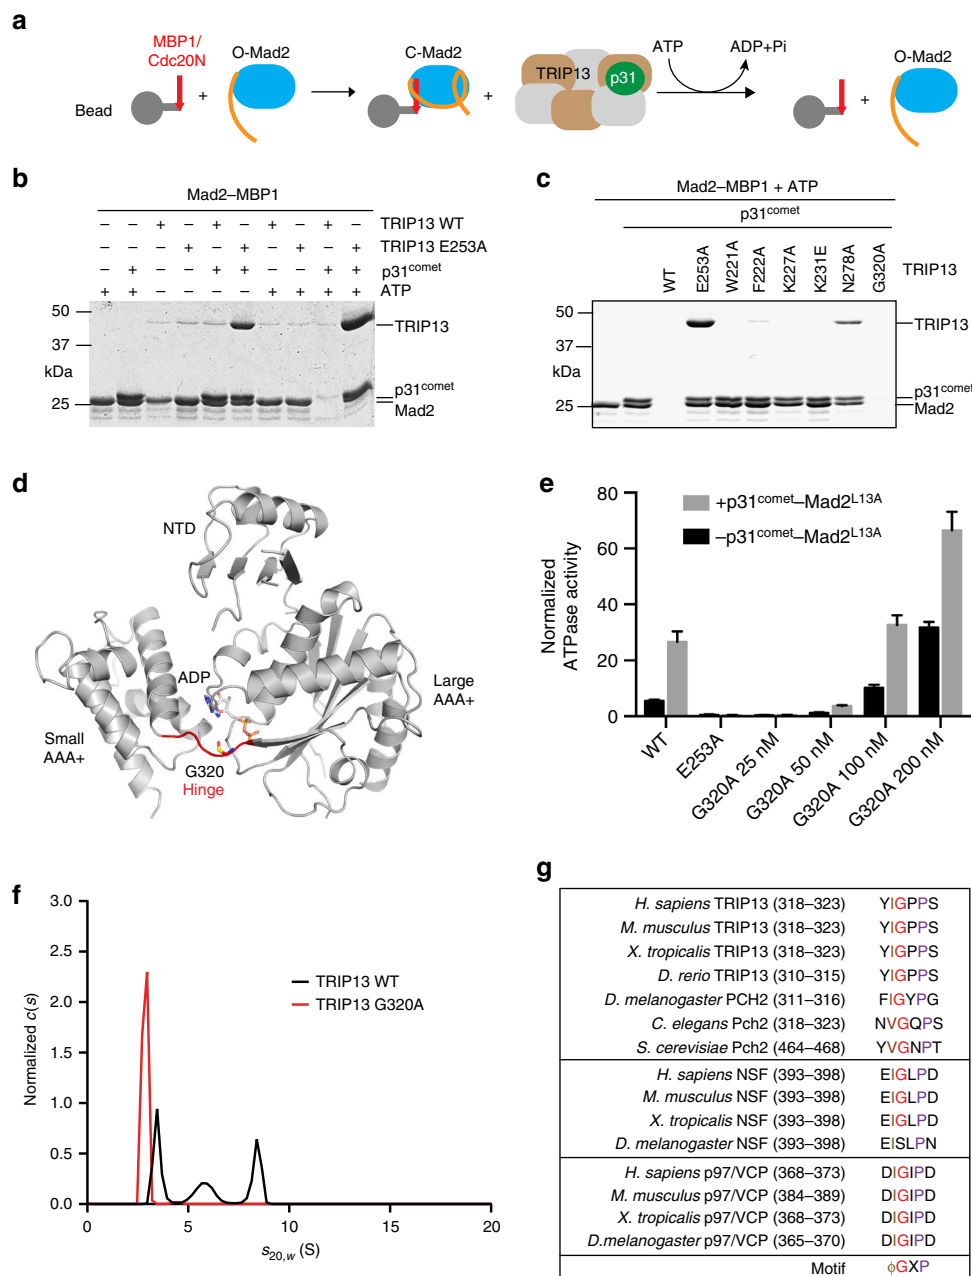 a
MBP1/
Cdc20N
O-Mad2
C-Mad2
ATP
ADP+Pi
O-Mad2
TRIP13
p31
Bead
+
+
+
b
Mad2–MBP1
– – + – + – + – + – TRIP13 WT
– – – + – + – + – + TRIP13 E253A
– + – – + + – – + + p31comet
+ + – – – – + + + + ATP
50
TRIP13
37
kDa
p31comet
25
Mad2
c
Mad2–MBP1 + ATP
p31comet
WT
E253A
W221A
F222A
K227A
K231E
N278A
G320A
TRIP13
50
TRIP13
37
kDa
p31comet
25
Mad2
d
NTD
ADP
Large
AAA+
Small
AAA+
G320
Hinge
e
Normalized
ATPase activity
80
60
40
20
0
+p31comet–Mad2L13A
–p31comet–Mad2L13A
WT
E253A
G320A 25 nM
G320A 50 nM
G320A 100 nM
G320A 200 nM
f
Normalized c(s)
3.0
2.5
2.0
1.5
1.0
0.5
0.0
TRIP13 WT
TRIP13 G320A
0 5 10 15 20
s20,w (S)
g
H. sapiens TRIP13 (318–323) YIGPPS
M. musculus TRIP13 (318–323) YIGPPS
X. tropicalis TRIP13 (318–323) YIGPPS
D. rerio TRIP13 (310–315) YIGPPS
D. melanogaster PCH2 (311–316) FIGYPG
C. elegans Pch2 (318–323) NVGQPS
S. cerevisiae Pch2 (464–468) YVGNPT
H. sapiens NSF (393–398) EIGLPD
M. musculus NSF (393–398) EIGLPD
X. tropicalis NSF (393–398) EIGLPD
D. melanogaster NSF (393–398) EISLPN
H. sapiens p97/VCP (368–373) DIGIPD
M. musculus p97/VCP (384–389) DIGIPD
X. tropicalis p97/VCP (368–373) DIGIPD
D.melanogaster p97/VCP (365–370) DIGIPD
Motif ϕGXP